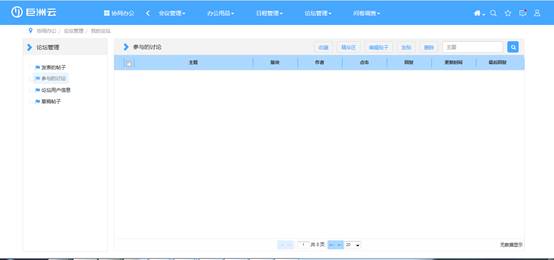 巨洲云 协同办公 会议管理 办公用品 日程管理 论坛管理 问卷调查
协同办公 / 论坛管理 / 我的论坛
论坛管理
发表的帖子
参与的讨论
论坛用户信息
草稿帖子
参与的讨论 收藏 精华区 编辑帖子 发帖 删除 主题
主题 版块 作者 点击 回复 更新时间 最后回复
1 共 0 页 20 无数据显示